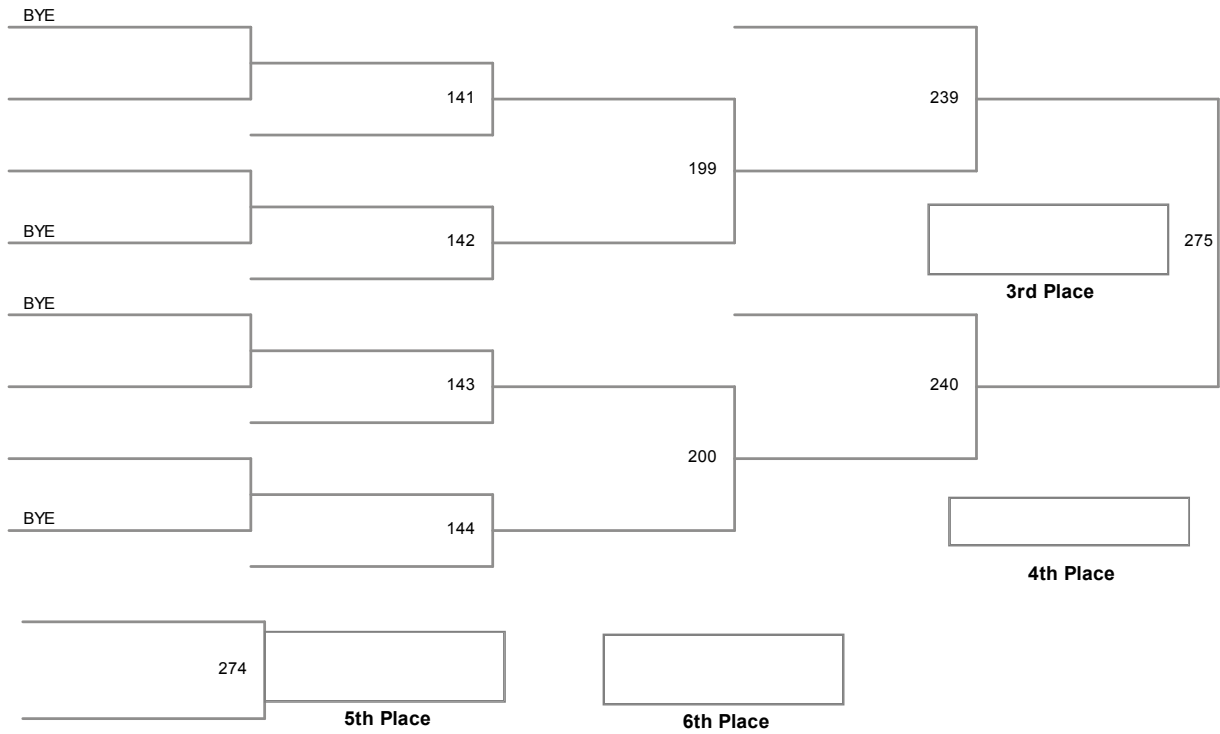 BYE
141
239
199
BYE
142
275
3rd Place
BYE
143
240
200
BYE
144
4th Place
274
5th Place
6th Place